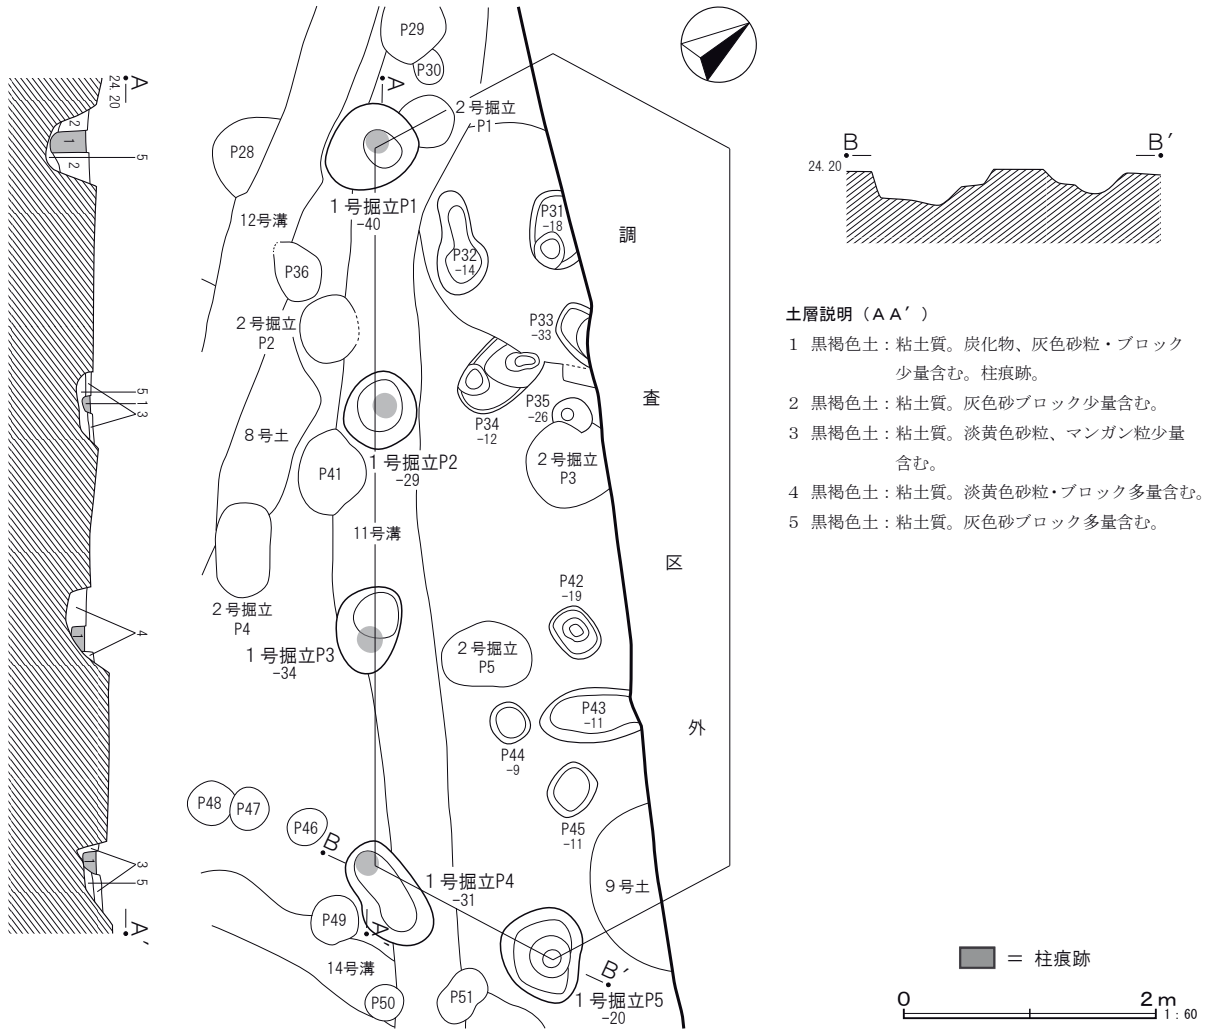 A
24.20
2
1
2
5
5
1
3
4
1
3
5
1
A′
P29
P30
A
2号掘立
P1
P28
1号掘立P1
-40
12号溝
P36
P32
-14
P31
-18
調
2号掘立
P2
P33
-33
8号土
P34
-12
P35
-26
査
1号掘立P2
-29
P41
2号掘立
P3
11号溝
区
2号掘立
P4
P42
-19
1号掘立P3
-34
2号掘立
P5
P43
-11
外
P44
-9
P48
P47
P46
B
P45
-11
1号掘立P4
-31
9号土
P49
A′
14号溝
P50
P51
B′
1号掘立P5
-20
B
B′
24.20
土層説明（AA′）
1 黒褐色土：粘土質。炭化物、灰色砂粒・ブロック
少量含む。柱痕跡。
2 黒褐色土：粘土質。灰色砂ブロック少量含む。
3 黒褐色土：粘土質。淡黄色砂粒、マンガン粒少量
含む。
4 黒褐色土：粘土質。淡黄色砂粒・ブロック多量含む。
5 黒褐色土：粘土質。灰色砂ブロック多量含む。
＝ 柱痕跡
0 2m
1：60